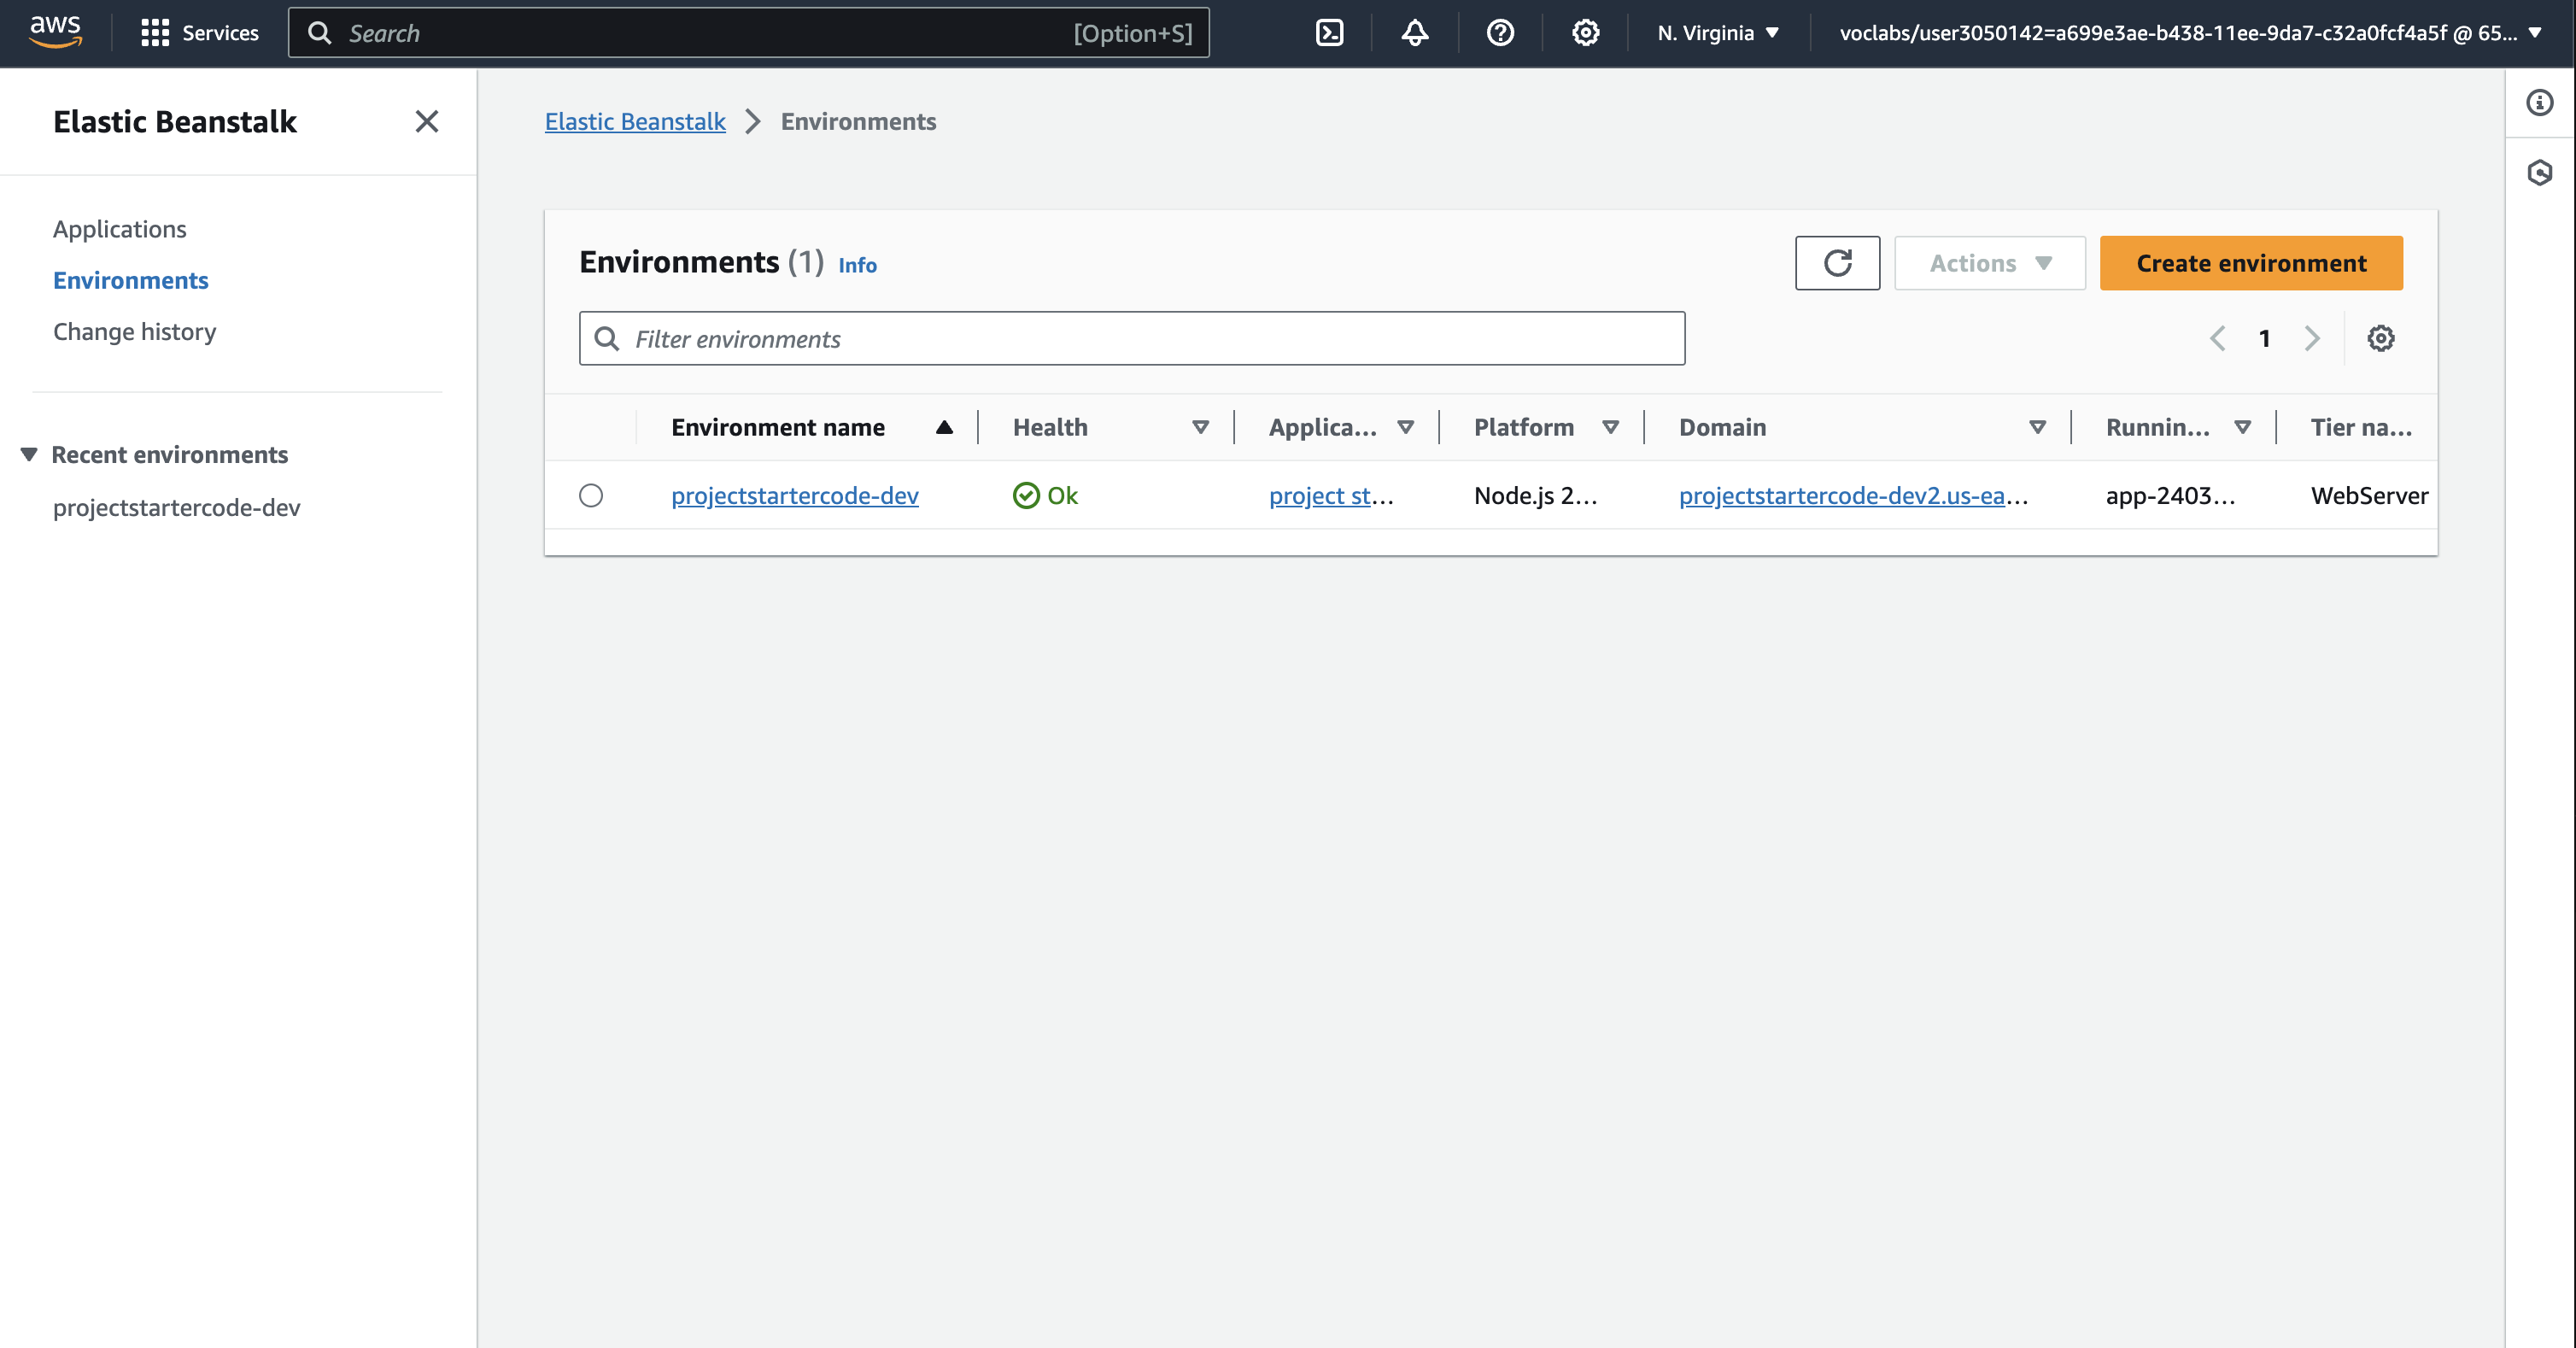 aws Services Search [Option+S] N. Virginia voclabs/user3050142=a699e3ae-b438-11ee-9da7-c32a0fcf4a5f @ 65...
Elastic Beanstalk
Applications
Environments
Change history
Recent environments
projectstartercode-dev
Elastic Beanstalk > Environments
Environments (1) Info
Actions
Create environment
Filter environments
1
Environment name Health Applica... Platform Domain Runnin... Tier na...
projectstartercode-dev Ok project st... Node.js 2... projectstartercode-dev2.us-ea... app-2403... WebServer